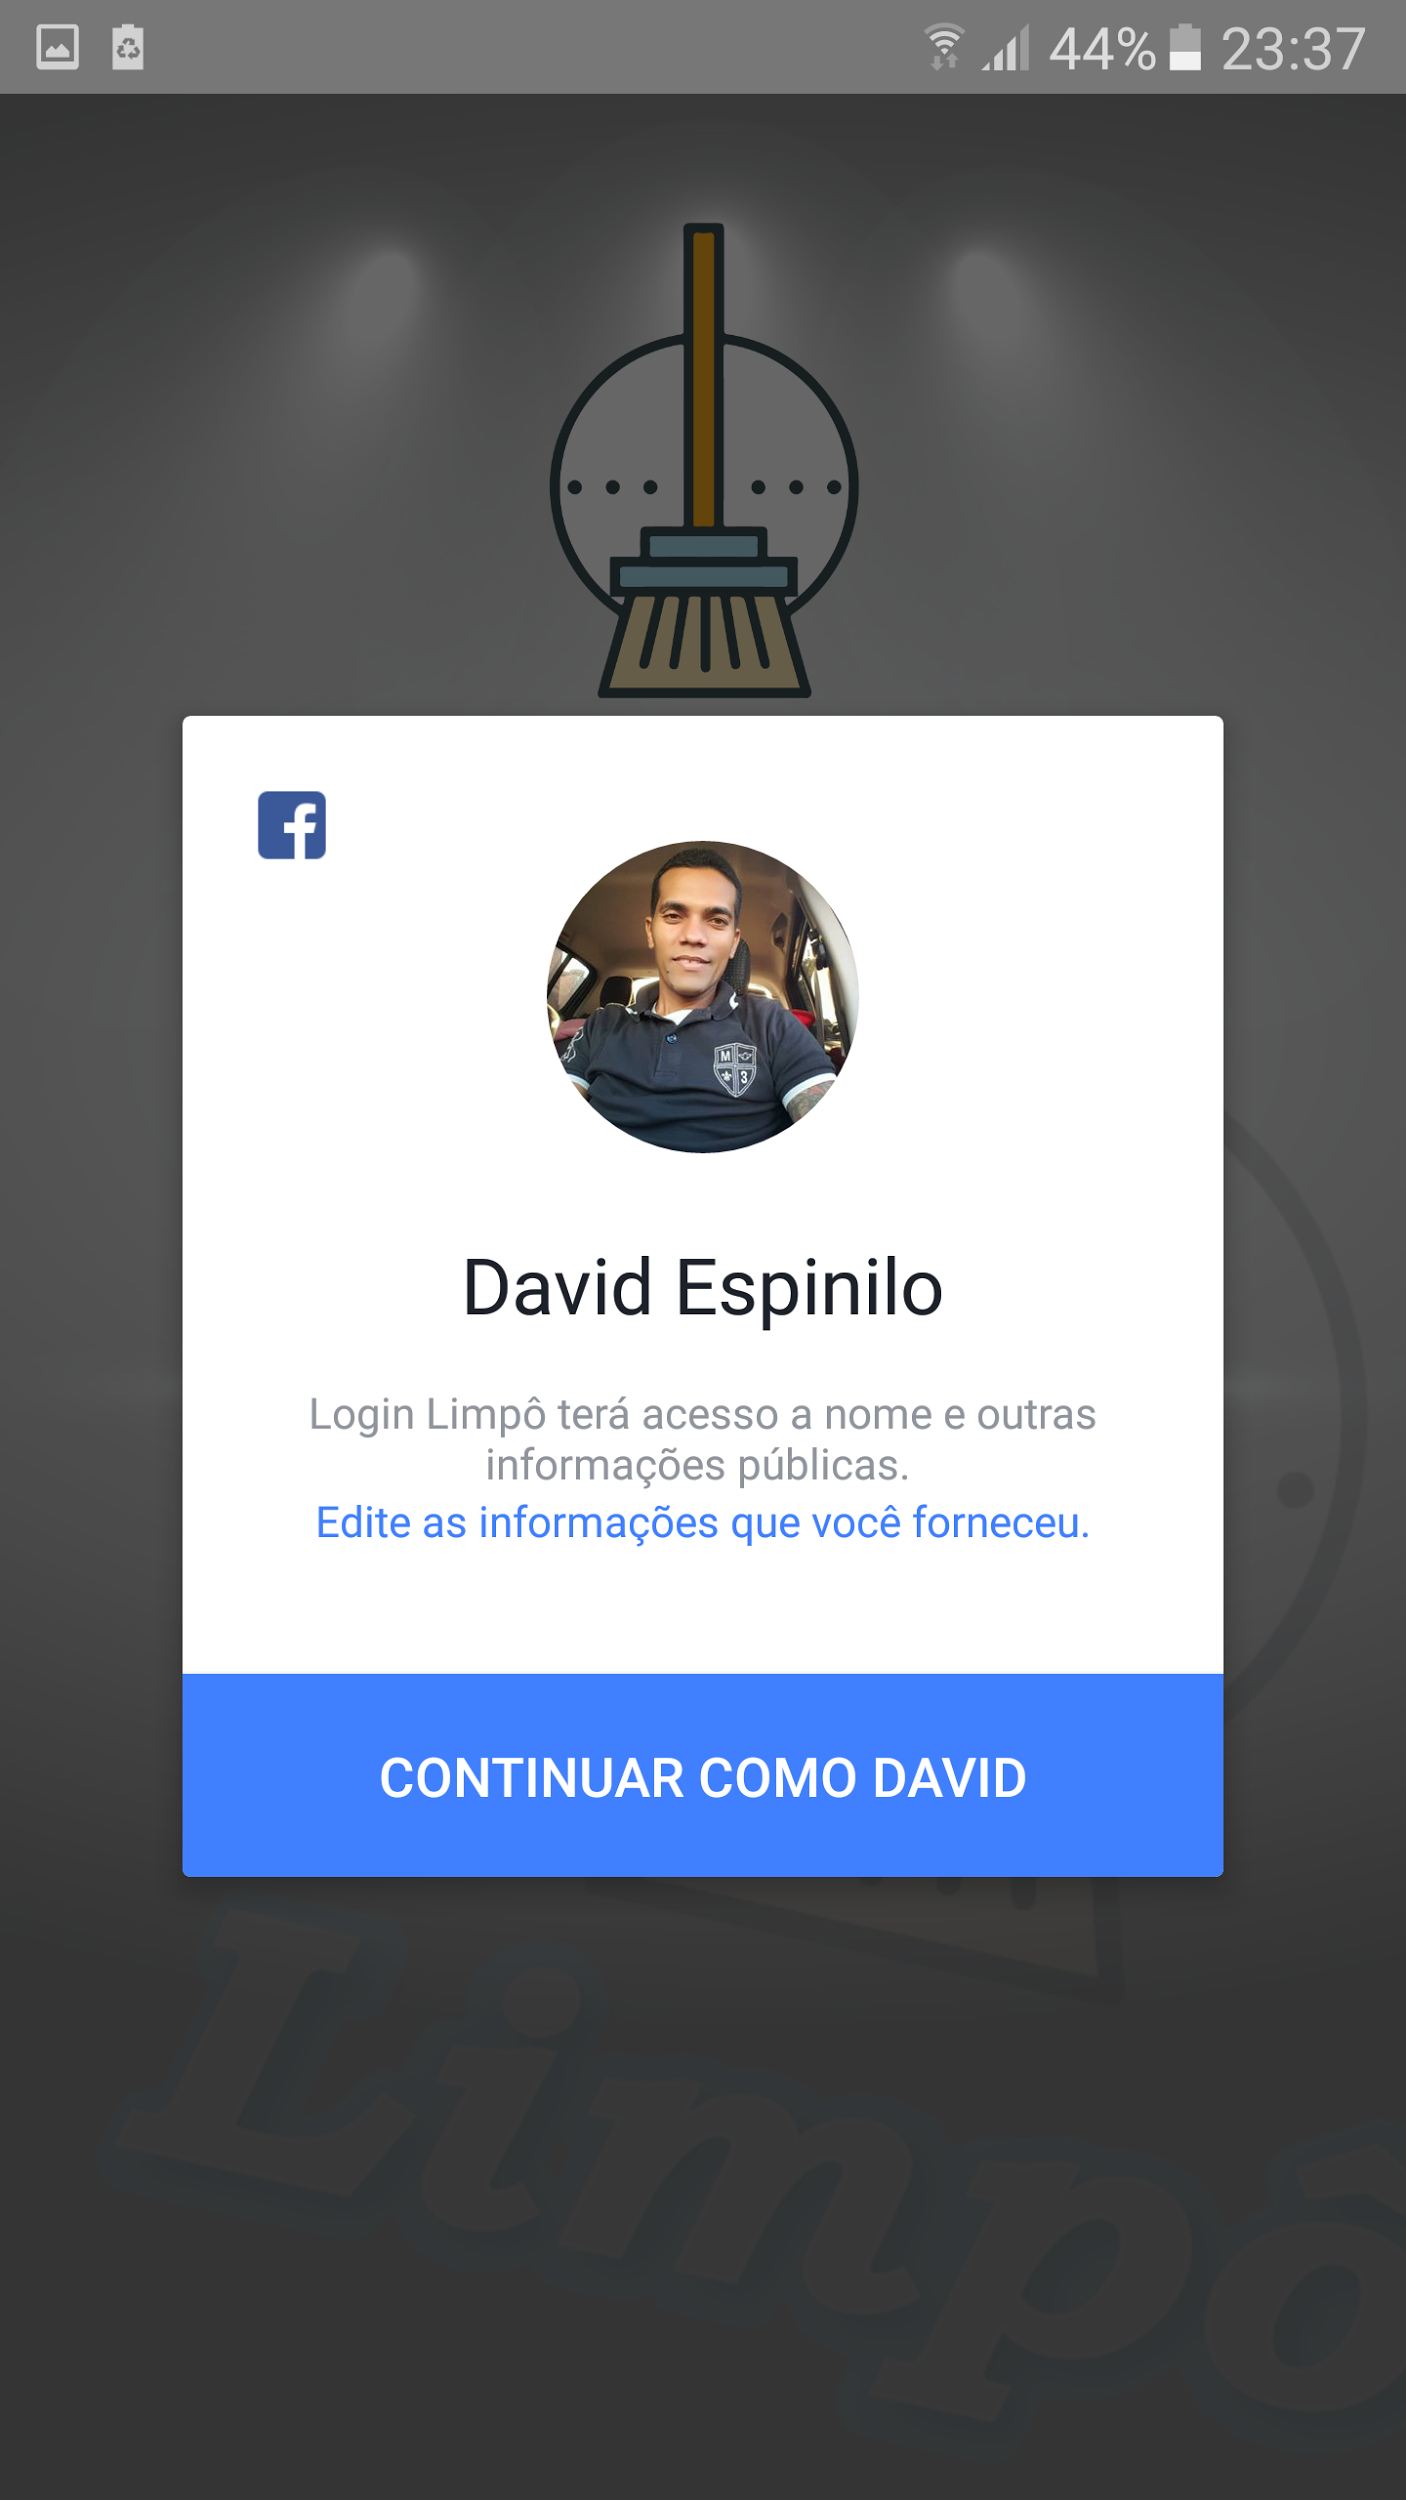 44% 23:37
f
M
3
David Espinilo
Login Limpô terá acesso a nome e outras
informações públicas.
Edite as informações que você forneceu.
CONTINUAR COMO DAVID
Limpô